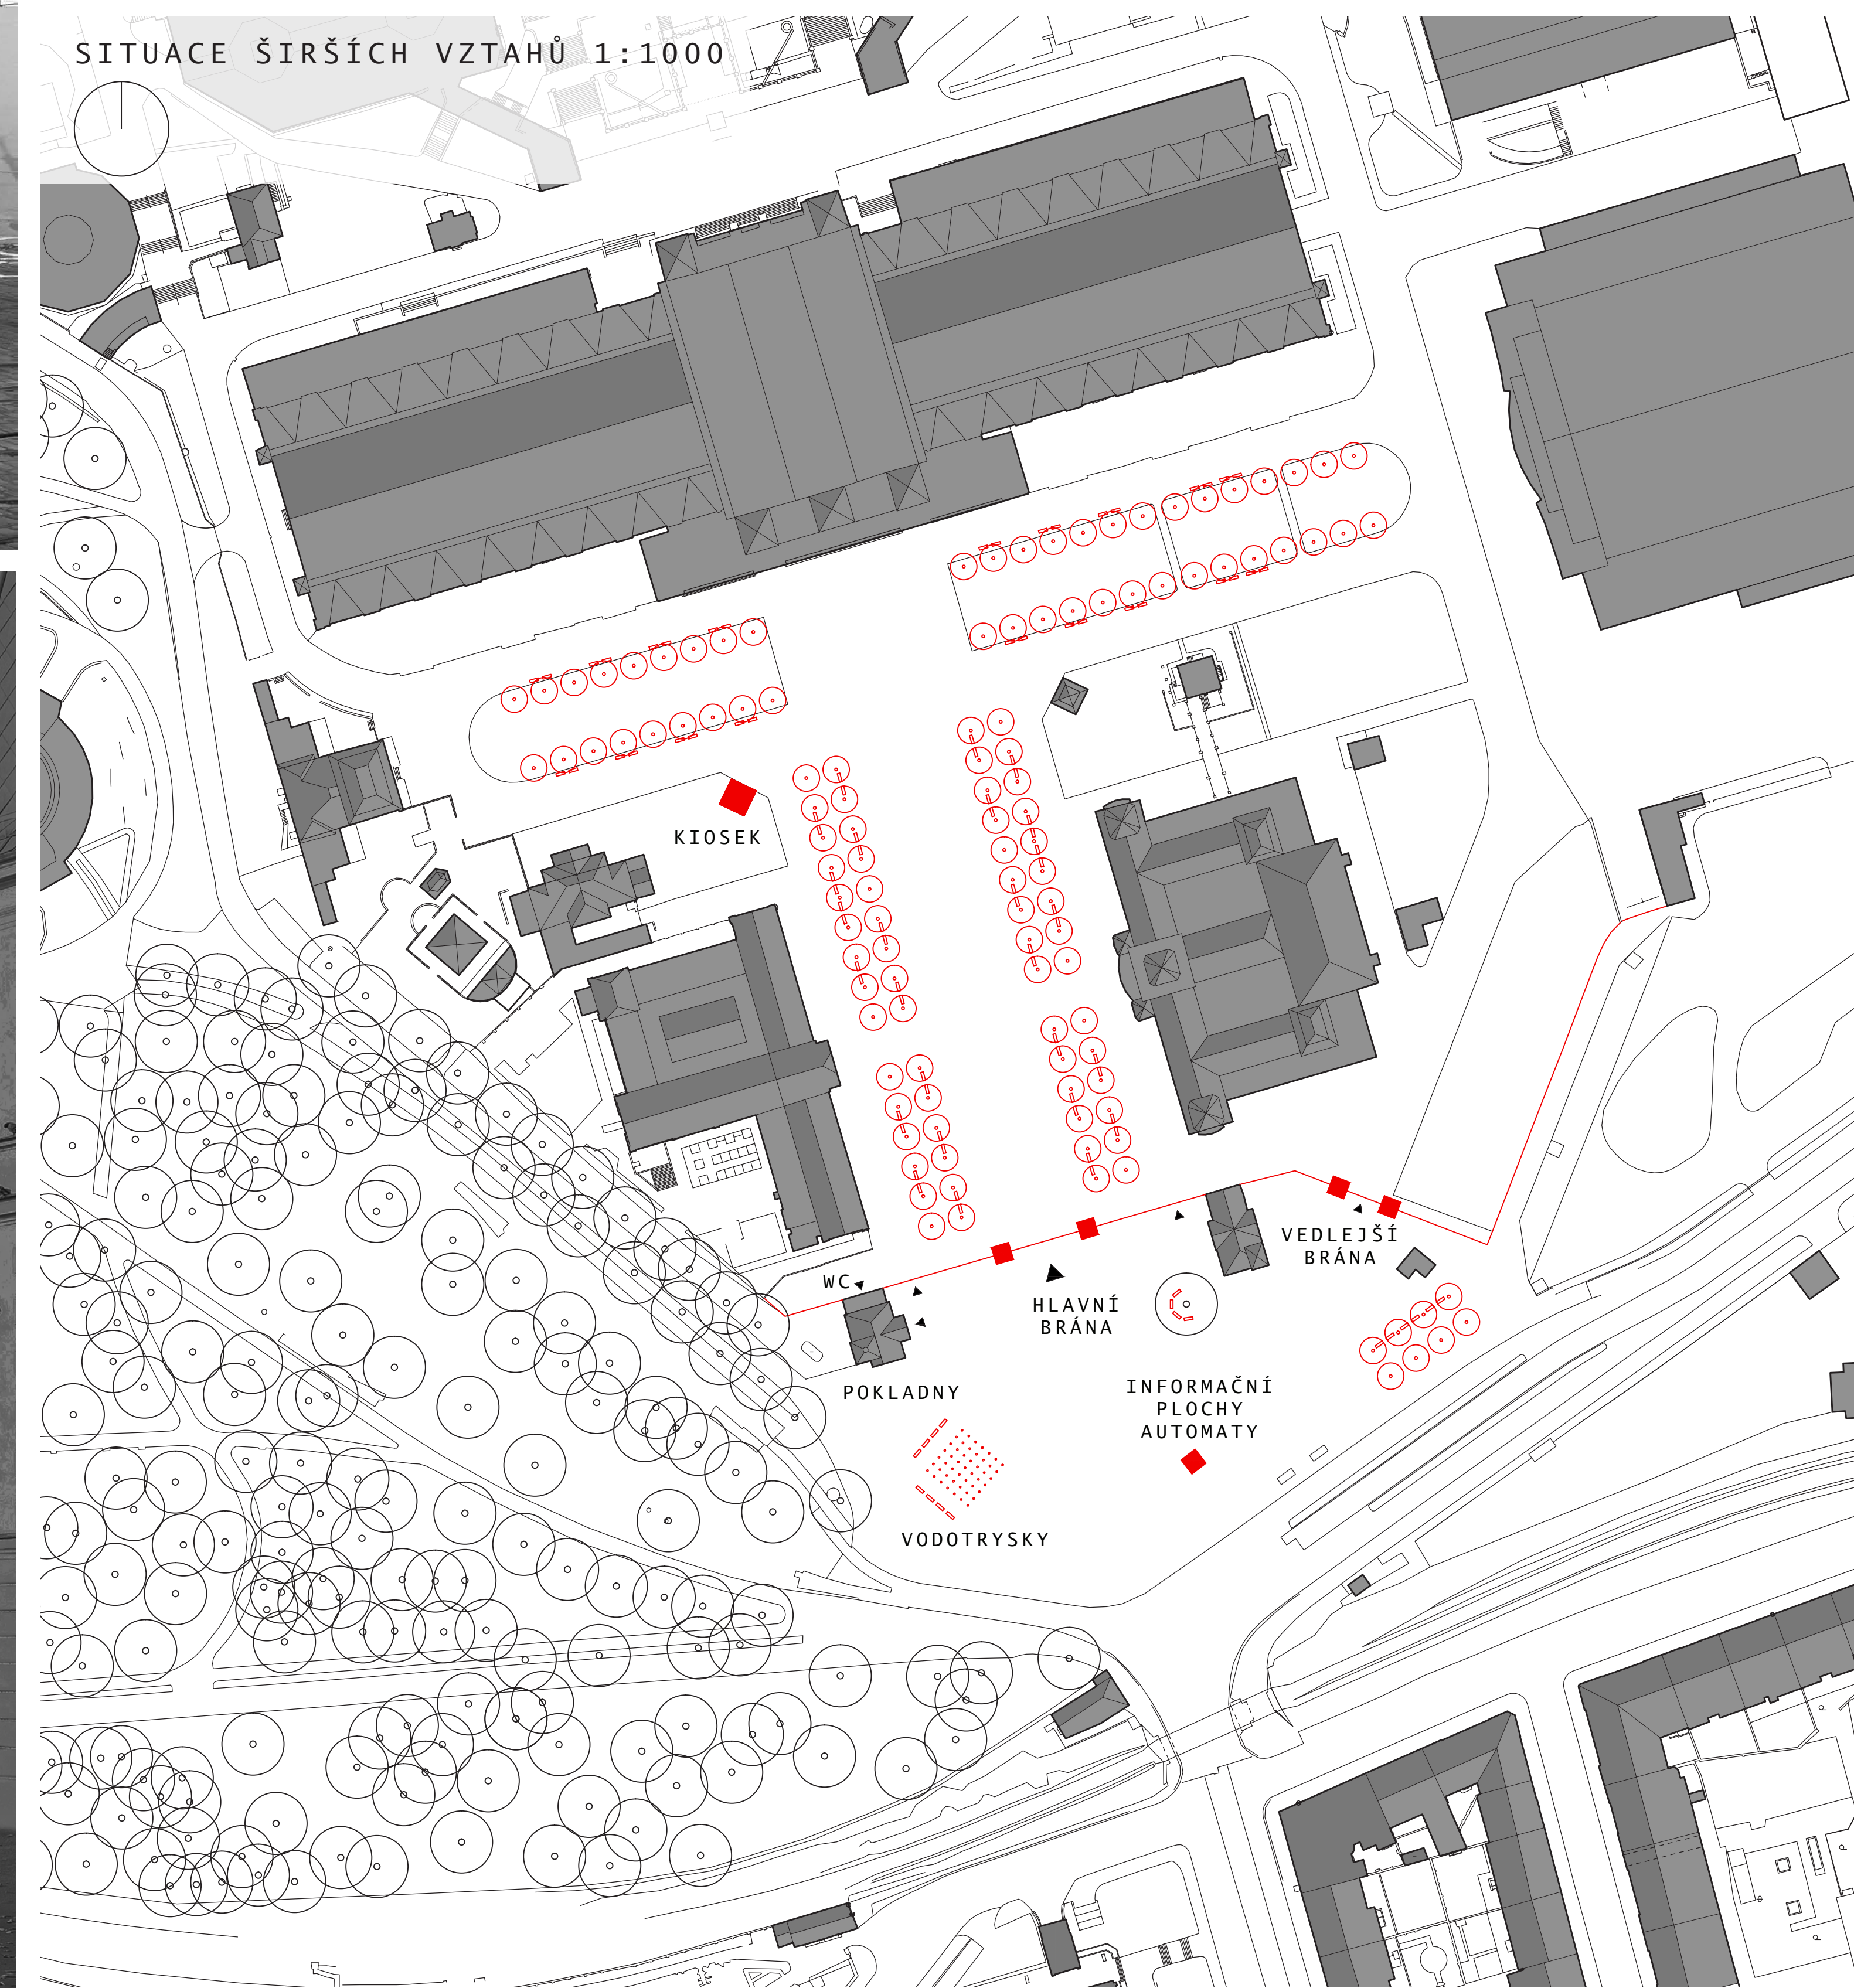 SITUACE ŠIRŠÍCH VZTAHŮ 1:1000
KIOSEK
VEDLEJŠÍ
BRÁNA
WC
HLAVNÍ
BRÁNA
POKLADNY
INFORMAČNÍ
PLOCHY
AUTOMATY
VODOTRYSKY